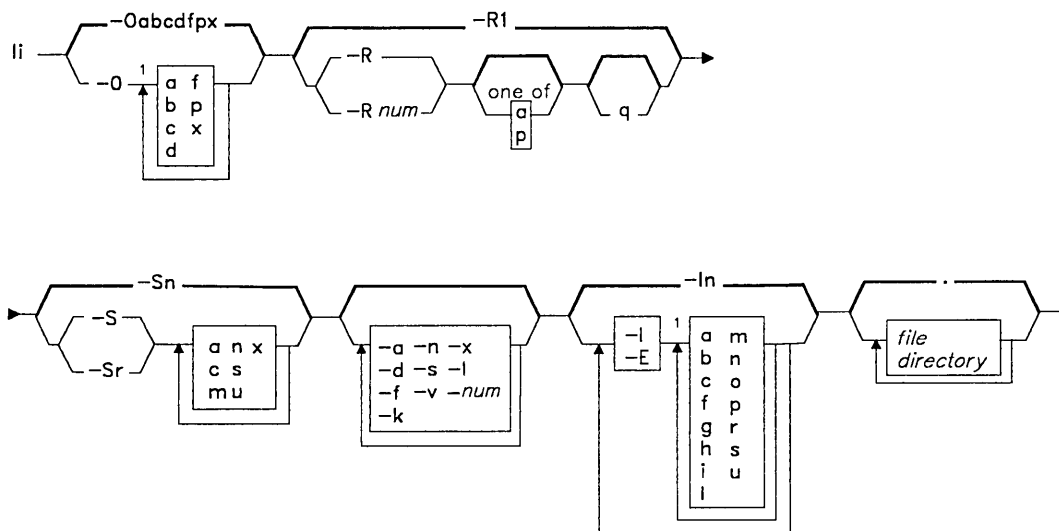 -Oabcdfpx
-R1
li
-O
1
a f
b p
c x
d
-R
-R num
one of
a
p
q
-Sn
-S
-Sr
a n x
c s
m u
-a -n -x
-d -s -l
-f -v -num
-k
-In
-I
-E
1
a m
b n
c o
f p
g r
h s
i u
l
.
file
directory